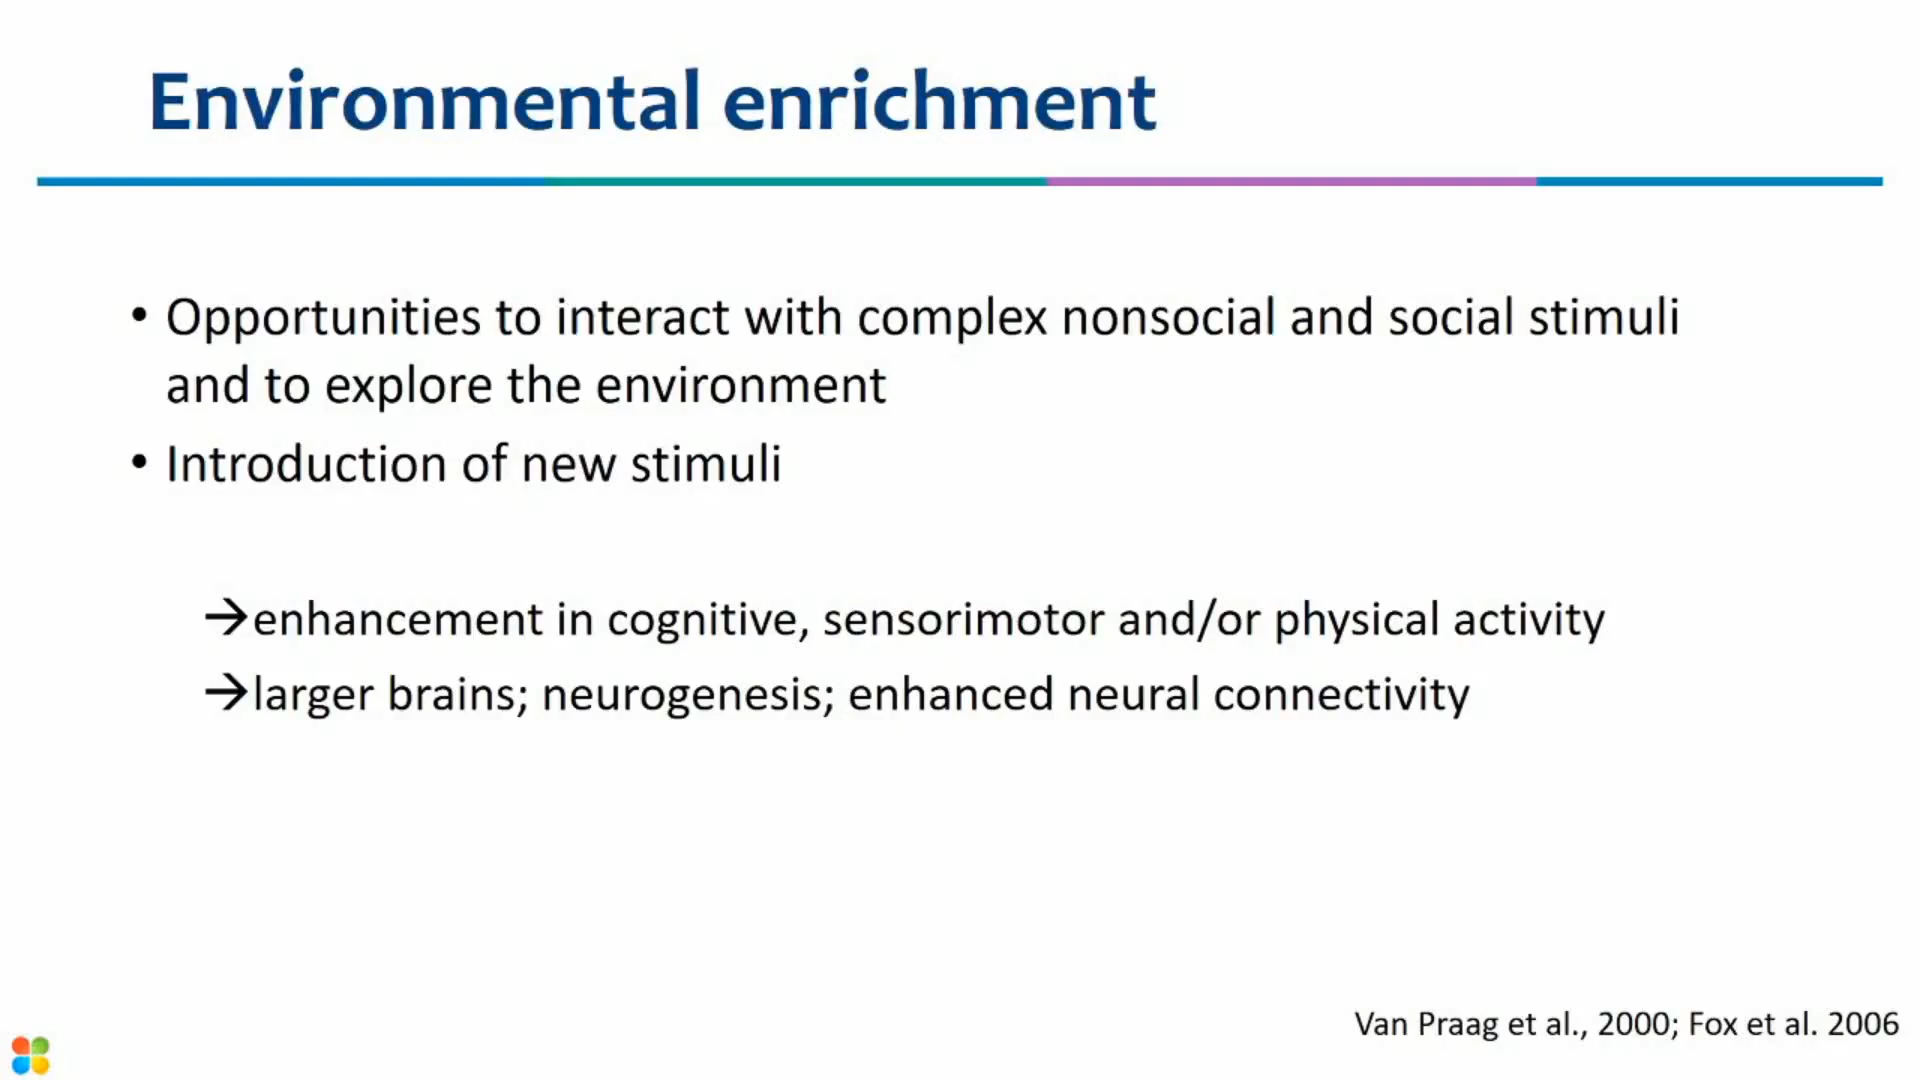 Environmental enrichment
• Opportunities to interact with complex nonsocial and social stimuli
and to explore the environment
• Introduction of new stimuli
→enhancement in cognitive, sensorimotor and/or physical activity
→larger brains; neurogenesis; enhanced neural connectivity
Van Praag et al., 2000; Fox et al. 2006